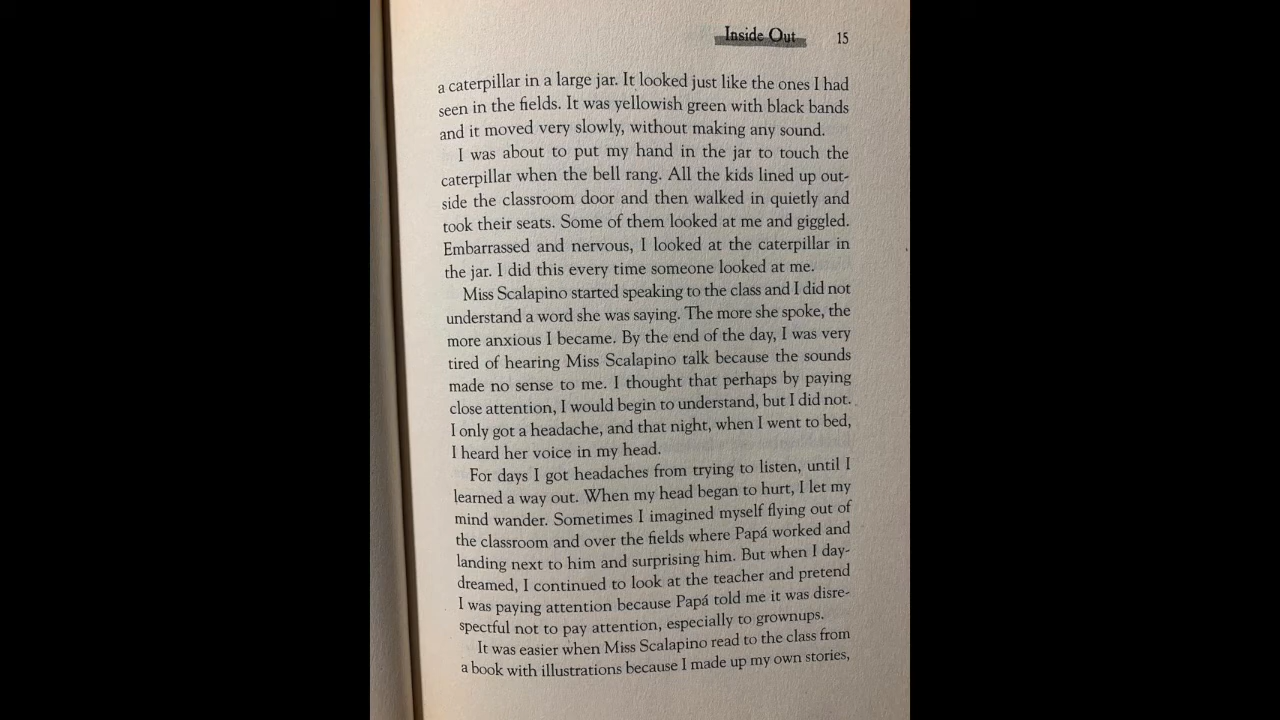 Inside Out 15
a caterpillar in a large jar. It looked just like the ones I had
seen in the fields. It was yellowish green with black bands
and it moved very slowly, without making any sound.
I was about to put my hand in the jar to touch the
caterpillar when the bell rang. All the kids lined up out-
side the classroom door and then walked in quietly and
took their seats. Some of them looked at me and giggled.
Embarrassed and nervous, I looked at the caterpillar in
the jar. I did this every time someone looked at me.
Miss Scalapino started speaking to the class and I did not
understand a word she was saying. The more she spoke, the
more anxious I became. By the end of the day, I was very
tired of hearing Miss Scalapino talk because the sounds
made no sense to me. I thought that perhaps by paying
close attention, I would begin to understand, but I did not.
I only got a headache, and that night, when I went to bed,
I heard her voice in my head.
For days I got headaches from trying to listen, until I
learned a way out. When my head began to hurt, I let my
mind wander. Sometimes I imagined myself flying out of
the classroom and over the fields where Papá worked and
landing next to him and surprising him. But when I day-
dreamed, I continued to look at the teacher and pretend
I was paying attention because Papá told me it was disre-
spectful not to pay attention, especially to grownups.
It was easier when Miss Scalapino read to the class from
a book with illustrations because I made up my own stories,